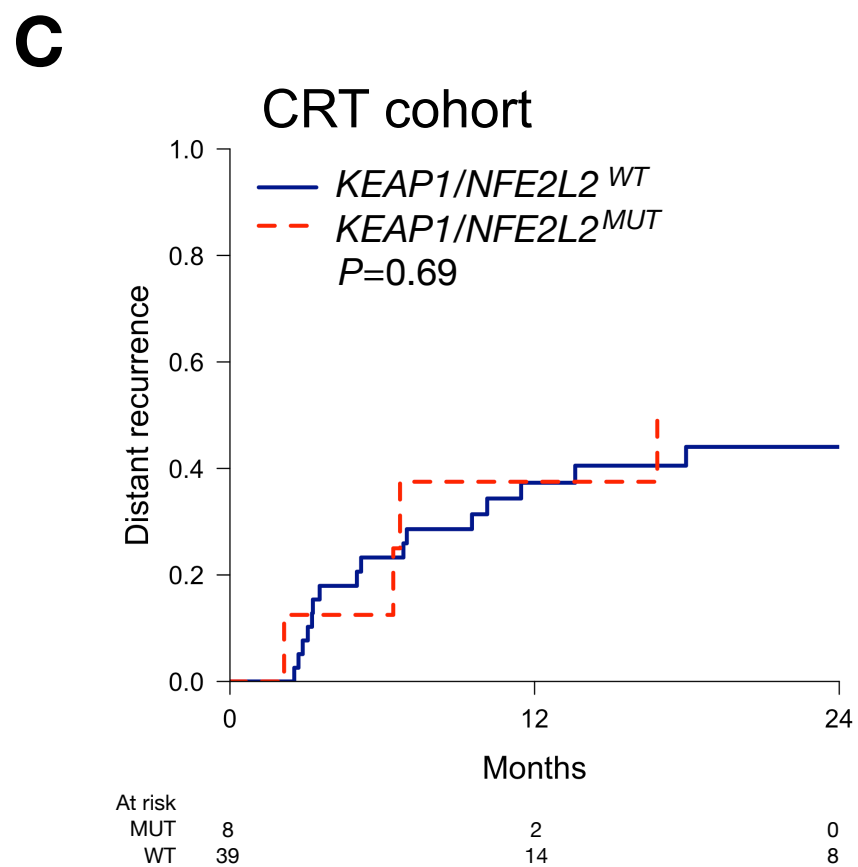 C
CRT cohort
KEAP1/NFE2L2 WT
KEAP1/NFE2L2 MUT
P=0.69
Distant recurrence
1.0
0.8
0.6
0.4
0.2
0.0
0 12 24
Months
At risk
MUT 8 2 0
WT 39 14 8